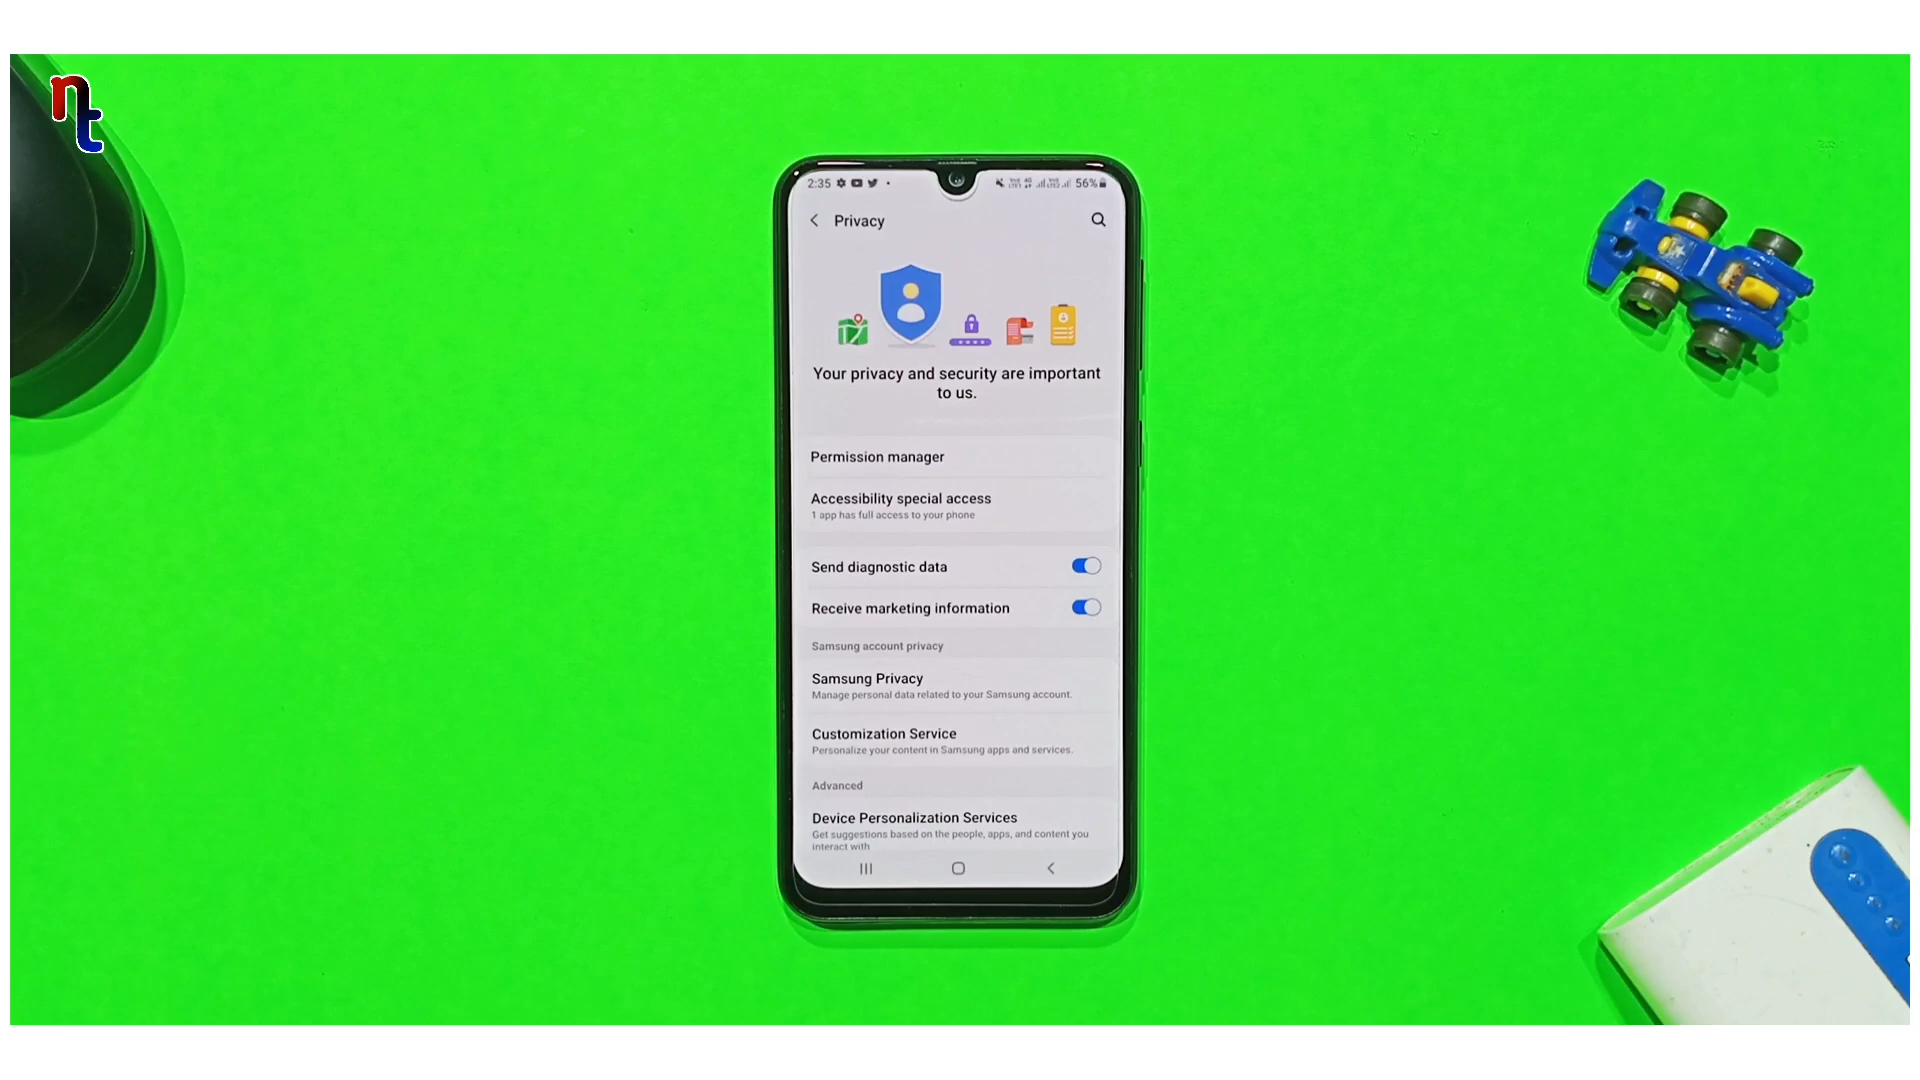 nt
2:35
56%
Privacy
Your privacy and security are important
to us.
Permission manager
Accessibility special access
1 app has full access to your phone
Send diagnostic data
Receive marketing information
Samsung account privacy
Samsung Privacy
Manage personal data related to your Samsung account.
Customization Service
Personalize your content in Samsung apps and services.
Advanced
Device Personalization Services
Get suggestions based on the people, apps, and content you
interact with